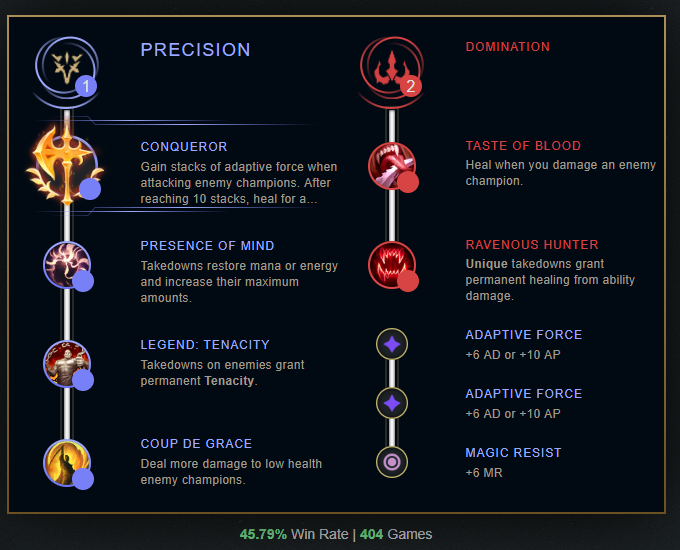 PRECISION
1
CONQUEROR
Gain stacks of adaptive force when
attacking enemy champions. After
reaching 10 stacks, heal for a...
PRESENCE OF MIND
Takedowns restore mana or energy
and increase their maximum
amounts.
LEGEND: TENACITY
Takedowns on enemies grant
permanent Tenacity.
COUP DE GRACE
Deal more damage to low health
enemy champions.
DOMINATION
2
TASTE OF BLOOD
Heal when you damage an enemy
champion.
RAVENOUS HUNTER
Unique takedowns grant
permanent healing from ability
damage.
ADAPTIVE FORCE
+6 AD or +10 AP
ADAPTIVE FORCE
+6 AD or +10 AP
MAGIC RESIST
+6 MR
45.79% Win Rate | 404 Games